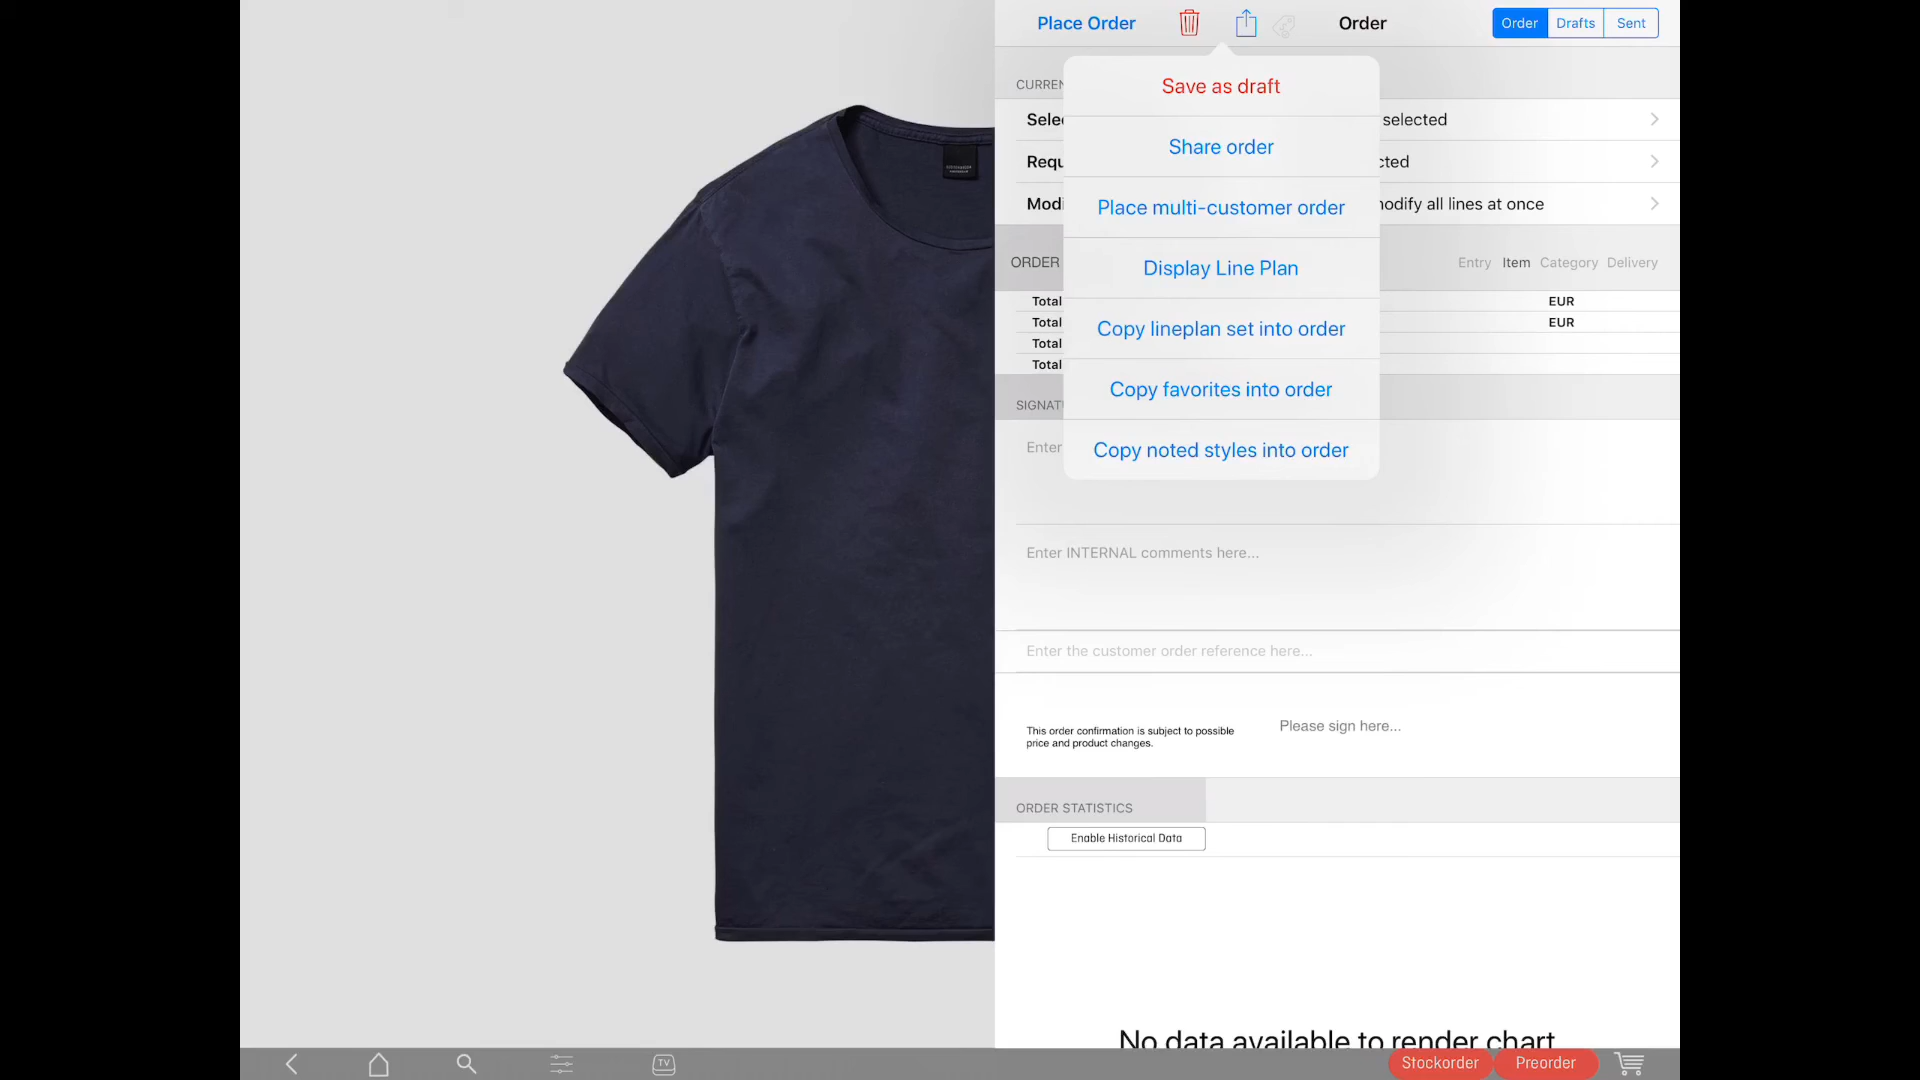 Place Order
Order
Order Drafts Sent
Save as draft
Share order
Place multi-customer order
Display Line Plan
Copy lineplan set into order
Copy favorites into order
Copy noted styles into order
CURREN
Sele selected
Requ cted
Modi nodify all lines at once
ORDER
Entry Item Category Delivery
Total EUR
Total EUR
Total
Total
SIGNAT
Enter
Enter INTERNAL comments here...
Enter the customer order reference here...
This order confirmation is subject to possible
price and product changes.
Please sign here...
ORDER STATISTICS
Enable Historical Data
No data available to render chart
TV
Stockorder Preorder